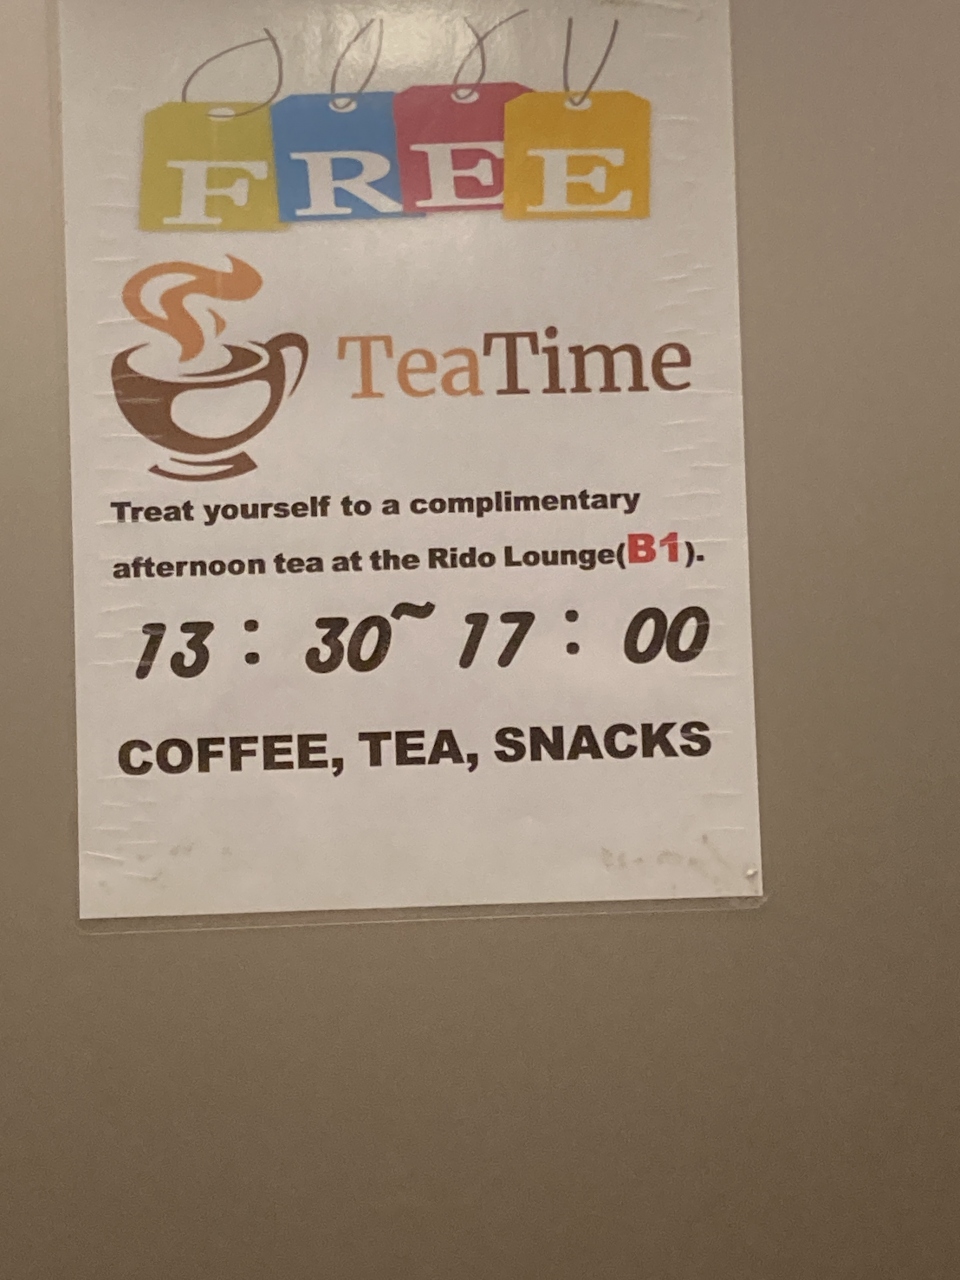 FREE
TeaTime
Treat yourself to a complimentary
afternoon tea at the Rido Lounge(B1).
13 : 30~ 17 : 00
COFFEE, TEA, SNACKS